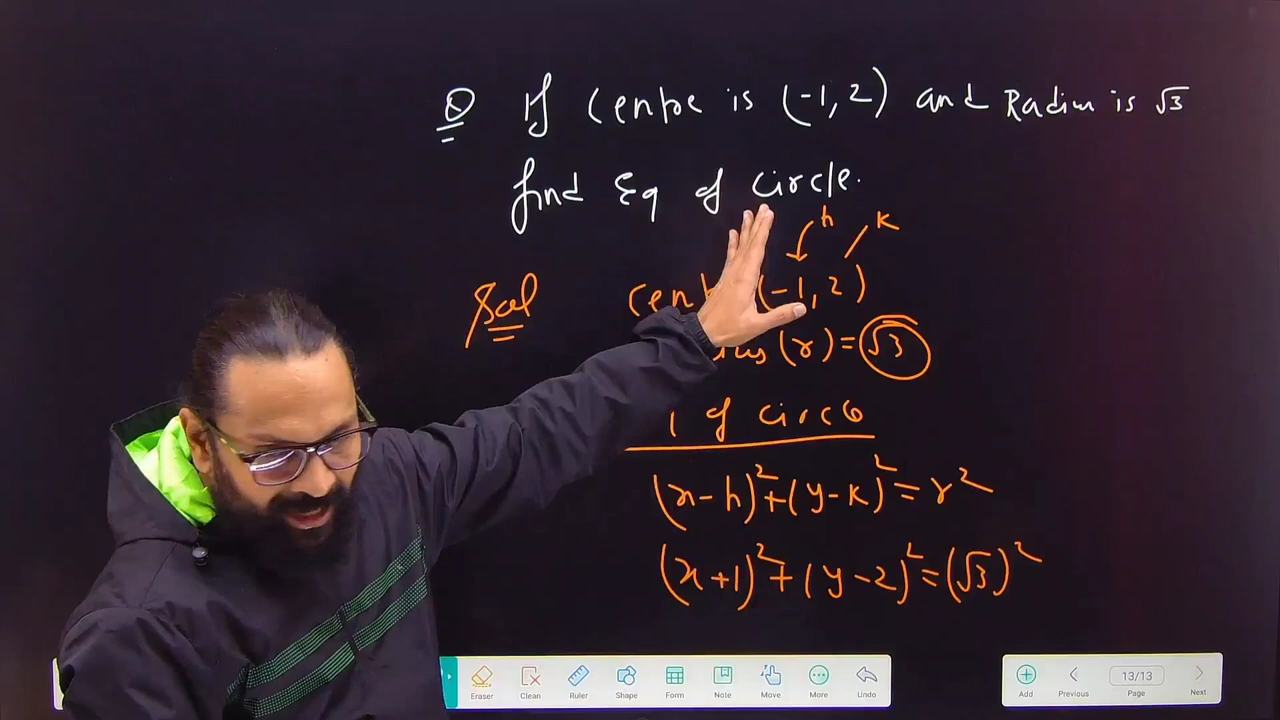 Q If Centre is (-1, 2) and Radius is √3
find Eq of circle.
h K
Sol (-1, 2)
(r) = √3
of circle
(x-h)²+(y-k)²=r²
(x+1)²+(y-2)²=(√3)²
Eraser Clean Ruler Shape Form Note Move More Undo
Add Previous 13/13 Page Next